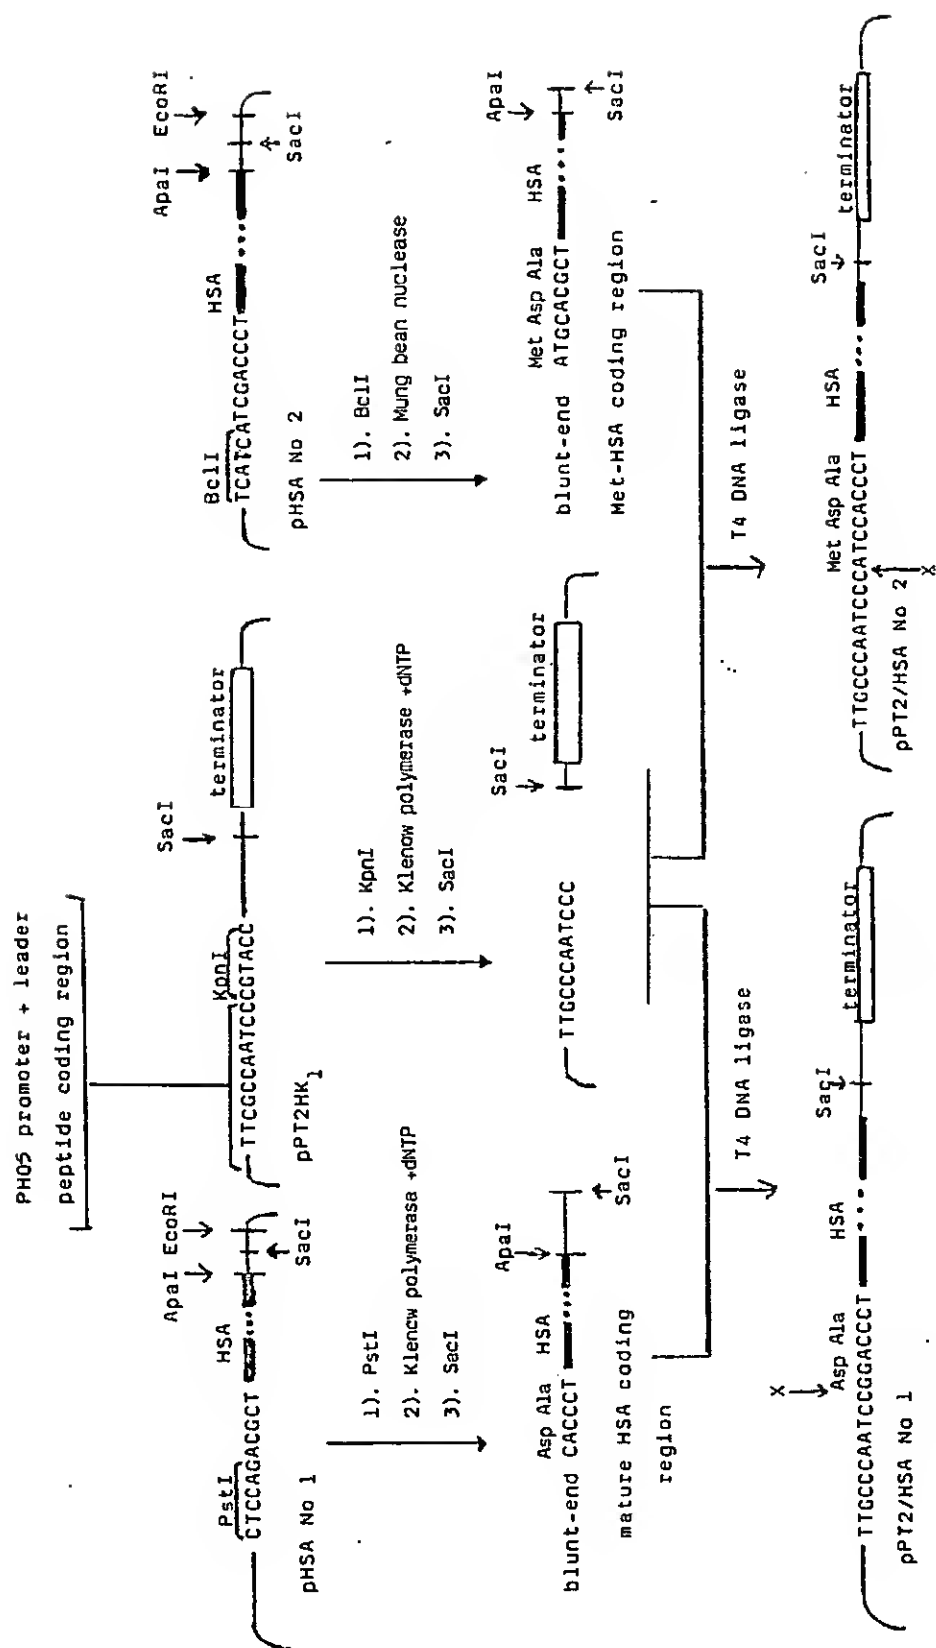 PHO5 promoter + leader
peptide coding region
PstI
CTCCAGACGCT
HSA
ApaI
EcoRI
SacI
pHSA No 1
KpnI
TTCGCCAATCCCGTACC
SacI
terminator
pPT2HK1
BclI
TCATCATCGACCCT
HSA
ApaI
EcoRI
SacI
pHSA No 2
1). PstI
2). Klencw polymerasa +dNTP
3). SacI
1). KpnI
2). Klenow polymerase +dNTP
3). SacI
1). BclI
2). Mung bean nuclease
3). SacI
Asp Ala
HSA
ApaI
blunt-end CACCCT
SacI
mature HSA coding
region
TTGCCCAATCCC
SacI
terminator
Met Asp Ala
HSA
ApaI
blunt-end ATGCACGCT
SacI
Met-HSA coding region
T4 DNA ligase
T4 DNA ligase
X
Asp Ala
HSA
SacI
terminator
TTGCCCAATCCGGACCCT
pPT2/HSA No 1
Met Asp Ala
HSA
SacI
terminator
TTGCCCAATCCCATCCACCCT
pPT2/HSA No 2
X